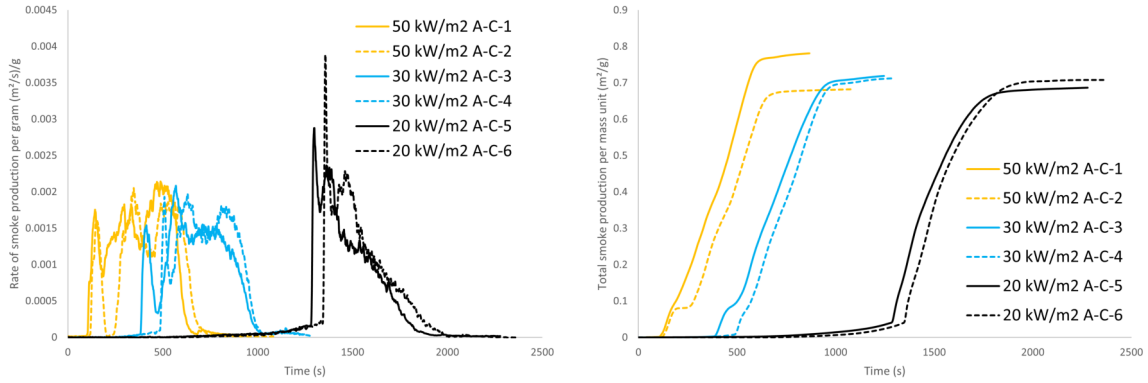 Rate of smoke production per gram (m²/s)/g
0.0045
0.004
0.0035
0.003
0.0025
0.002
0.0015
0.001
0.0005
0
0 500 1000 1500 2000 2500
Time (s)
50 kW/m2 A-C-1
50 kW/m2 A-C-2
30 kW/m2 A-C-3
30 kW/m2 A-C-4
20 kW/m2 A-C-5
20 kW/m2 A-C-6
Total smoke production per mass unit (m²/g)
0.9
0.8
0.7
0.6
0.5
0.4
0.3
0.2
0.1
0
0 500 1000 1500 2000 2500
Time (s)
50 kW/m2 A-C-1
50 kW/m2 A-C-2
30 kW/m2 A-C-3
30 kW/m2 A-C-4
20 kW/m2 A-C-5
20 kW/m2 A-C-6